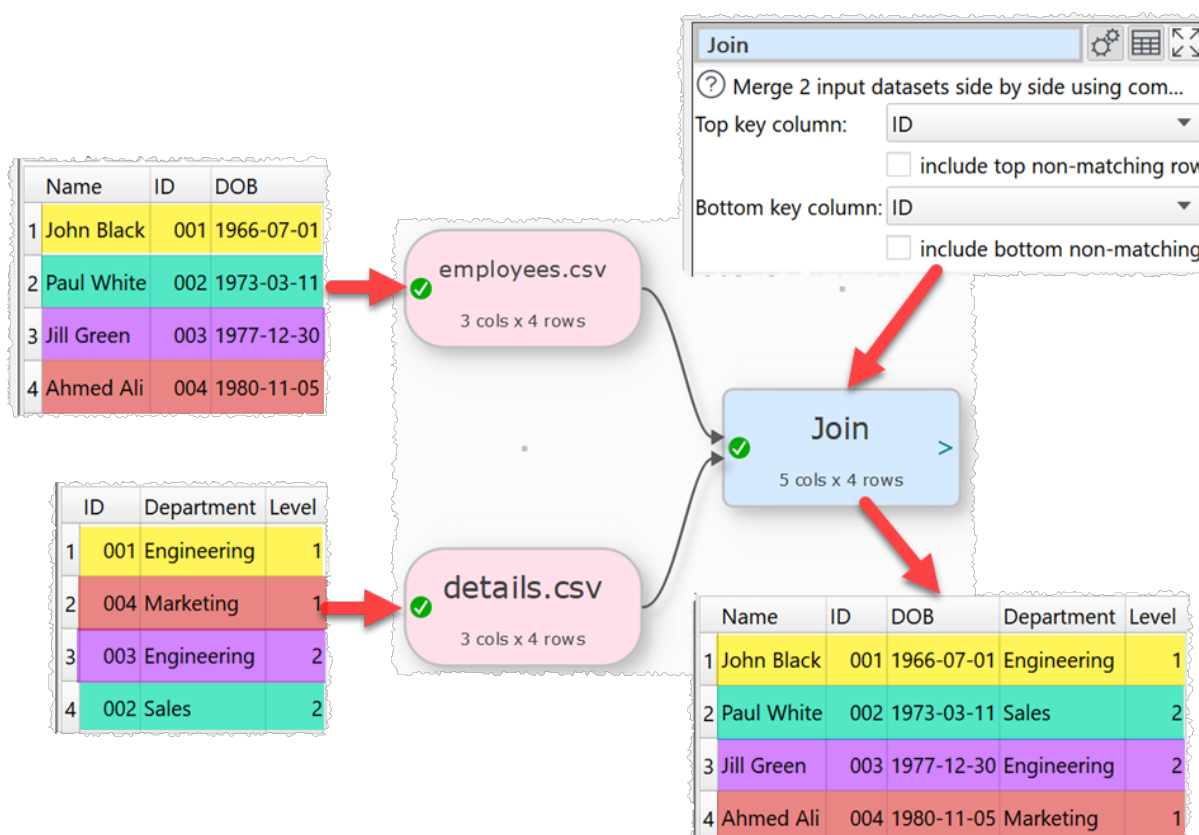 Join
? Merge 2 input datasets side by side using com...
Top key column: ID
include top non-matching row
Bottom key column: ID
include bottom non-matching
Name ID DOB
1 John Black 001 1966-07-01
2 Paul White 002 1973-03-11
3 Jill Green 003 1977-12-30
4 Ahmed Ali 004 1980-11-05
employees.csv
3 cols x 4 rows
Join
>
5 cols x 4 rows
ID Department Level
1 001 Engineering 1
2 004 Marketing 1
3 003 Engineering 2
4 002 Sales 2
details.csv
3 cols x 4 rows
Name ID DOB Department Level
1 John Black 001 1966-07-01 Engineering 1
2 Paul White 002 1973-03-11 Sales 2
3 Jill Green 003 1977-12-30 Engineering 2
4 Ahmed Ali 004 1980-11-05 Marketing 1